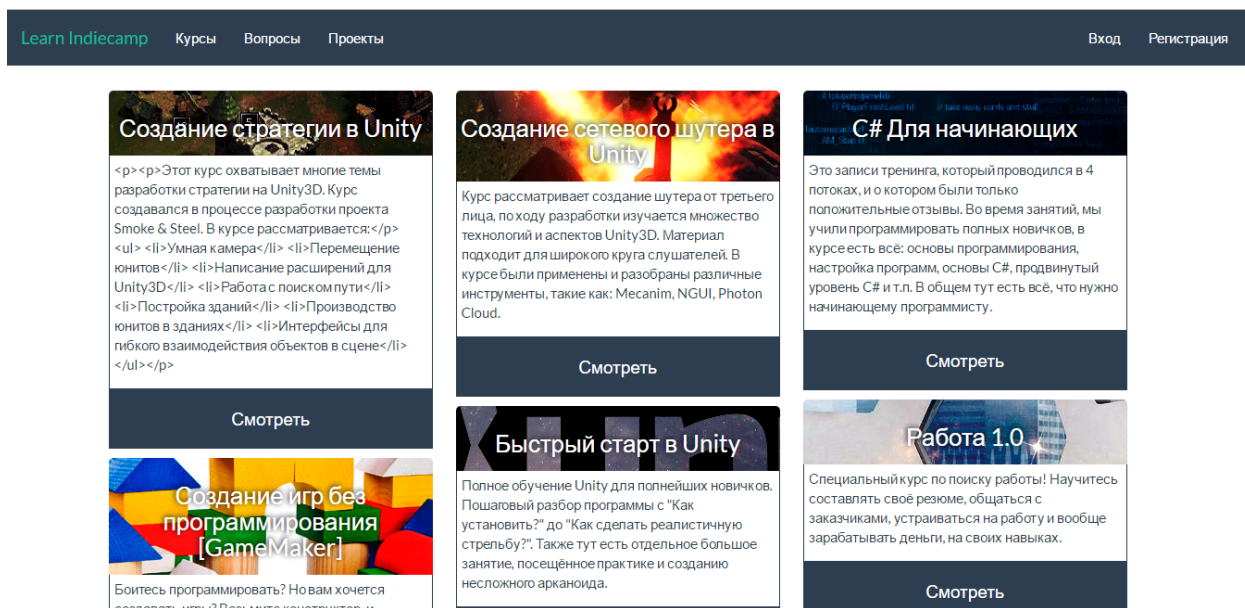 Learn Indiecamp Курсы Вопросы Проекты Вход Регистрация
Создание стратегии в Unity
<p><p>Этот курс охватывает многие темы
разработки стратегии на Unity3D. Курс
создавался в процессе разработки проекта
Smoke & Steel. В курсе рассматривается:</p>
<ul> <li>Умная камера</li> <li>Перемещение
юнитов</li> <li>Написание расширений для
Unity3D</li> <li>Работа с поиском пути</li>
<li>Постройка зданий</li> <li>Производство
юнитов в зданиях</li> <li>Интерфейсы для
гибкого взаимодействия объектов в сцене</li>
</ul></p>
Смотреть
Создание игр без
программирования
[GameMaker]
Боитесь программировать? Но вам хочется
создавать игры? Возьмите конструктор, и
Создание сетевого шутера в
Unity
Курс рассматривает создание шутера от третьего
лица, по ходу разработки изучается множество
технологий и аспектов Unity3D. Материал
подходит для широкого круга слушателей. В
курсе были применены и разобраны различные
инструменты, такие как: Mecanim, NGUI, Photon
Cloud.
Смотреть
Быстрый старт в Unity
Полное обучение Unity для полнейших новичков.
Пошаговый разбор программы с "Как
установить?" до "Как сделать реалистичную
стрельбу?". Также тут есть отдельное большое
занятие, посещённое практике и созданию
несложного арканоида.
// take away cards and stuff
C# Для начинающих
Это записи тренинга, который проводился в 4
потоках, и о котором были только
положительные отзывы. Во время занятий, мы
учили программировать полных новичков, в
курсе есть всё: основы программирования,
настройка программ, основы C#, продвинутый
уровень C# и т.п. В общем тут есть всё, что нужно
начинающему программисту.
Смотреть
Работа 1.0
Специальный курс по поиску работы! Научитесь
составлять своё резюме, общаться с
заказчиками, устраиваться на работу и вообще
зарабатывать деньги, на своих навыках.
Смотреть